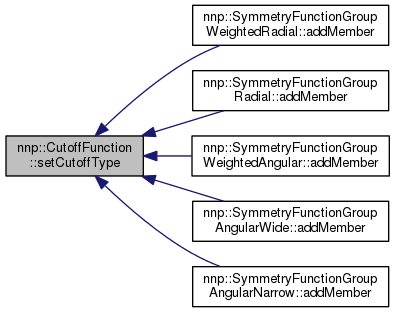 nnp::SymmetryFunctionGroup
WeightedRadial::addMember
nnp::SymmetryFunctionGroup
Radial::addMember
nnp::CutoffFunction
::setCutoffType
nnp::SymmetryFunctionGroup
WeightedAngular::addMember
nnp::SymmetryFunctionGroup
AngularWide::addMember
nnp::SymmetryFunctionGroup
AngularNarrow::addMember